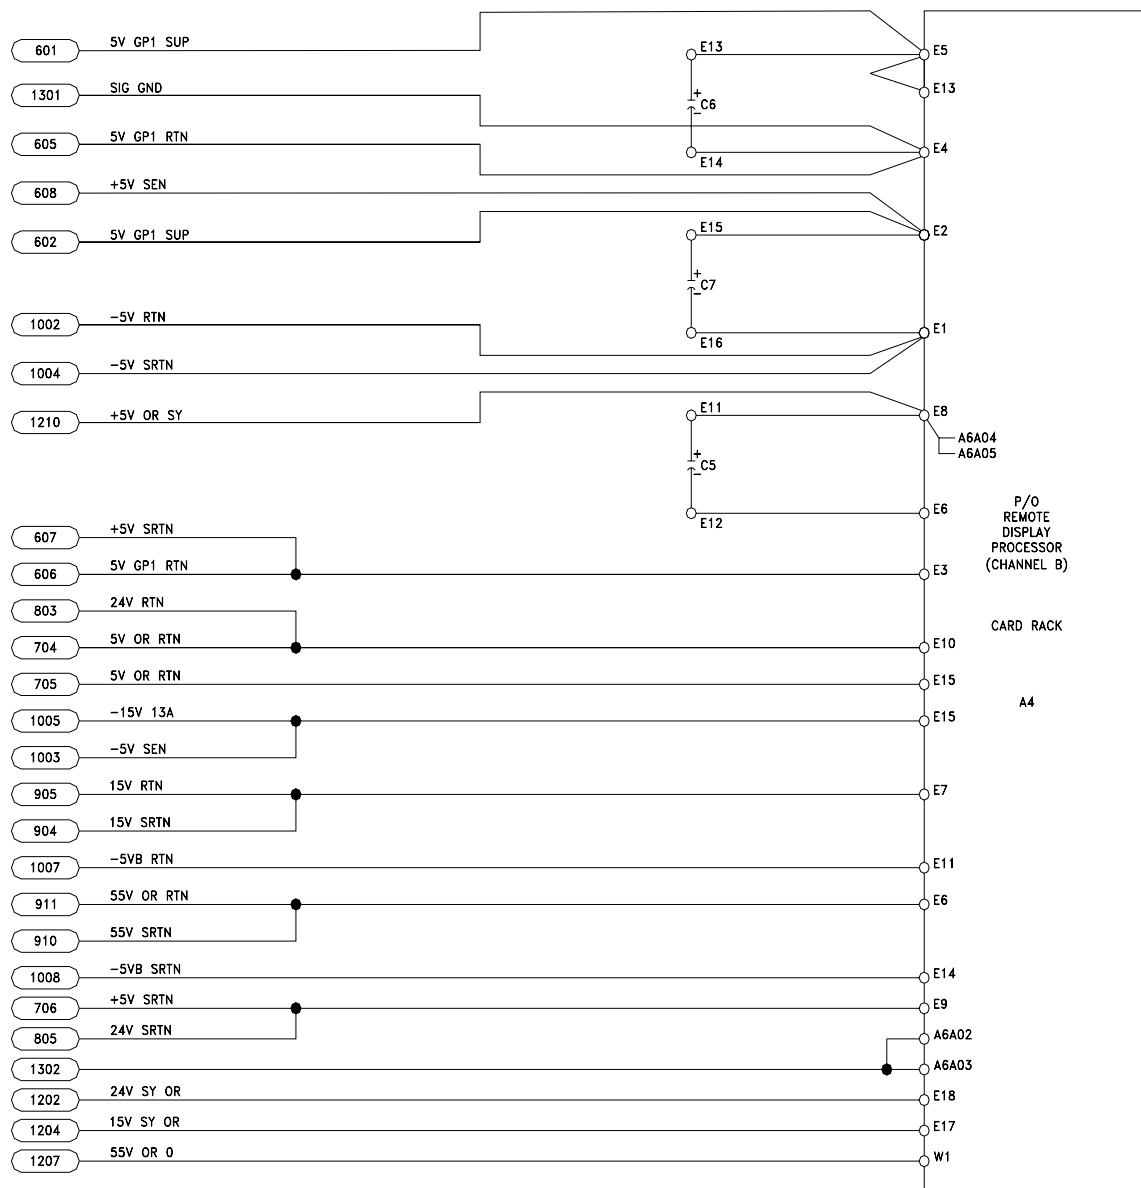 601 5V GP1 SUP E13 E5
1301 SIG GND + C6 - E13
605 5V GP1 RTN E14 E4
608 +5V SEN
602 5V GP1 SUP E15 E2
+ C7 -
1002 -5V RTN E16 E1
1004 -5V SRTN
1210 +5V OR SY E11 E8
A6A04
+ C5 - A6A05
E12 E6
P/O
REMOTE
DISPLAY
PROCESSOR
(CHANNEL B)
607 +5V SRTN
606 5V GP1 RTN E3
803 24V RTN
CARD RACK
704 5V OR RTN E10
705 5V OR RTN E15
A4
1005 -15V 13A E15
1003 -5V SEN
905 15V RTN E7
904 15V SRTN
1007 -5VB RTN E11
911 55V OR RTN E6
910 55V SRTN
1008 -5VB SRTN E14
706 +5V SRTN E9
805 24V SRTN A6A02
1302 A6A03
1202 24V SY OR E18
1204 15V SY OR E17
1207 55V OR O W1